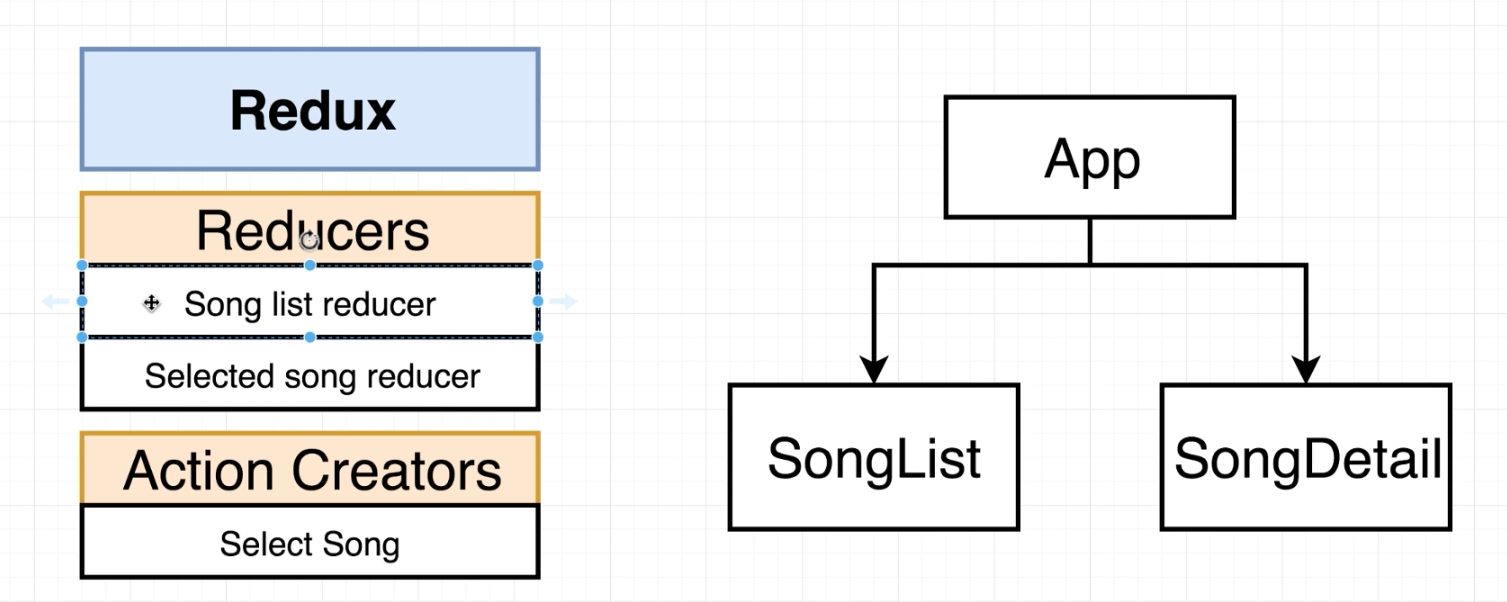 Redux
Reducers
Song list reducer
Selected song reducer
Action Creators
Select Song
App
SongList
SongDetail